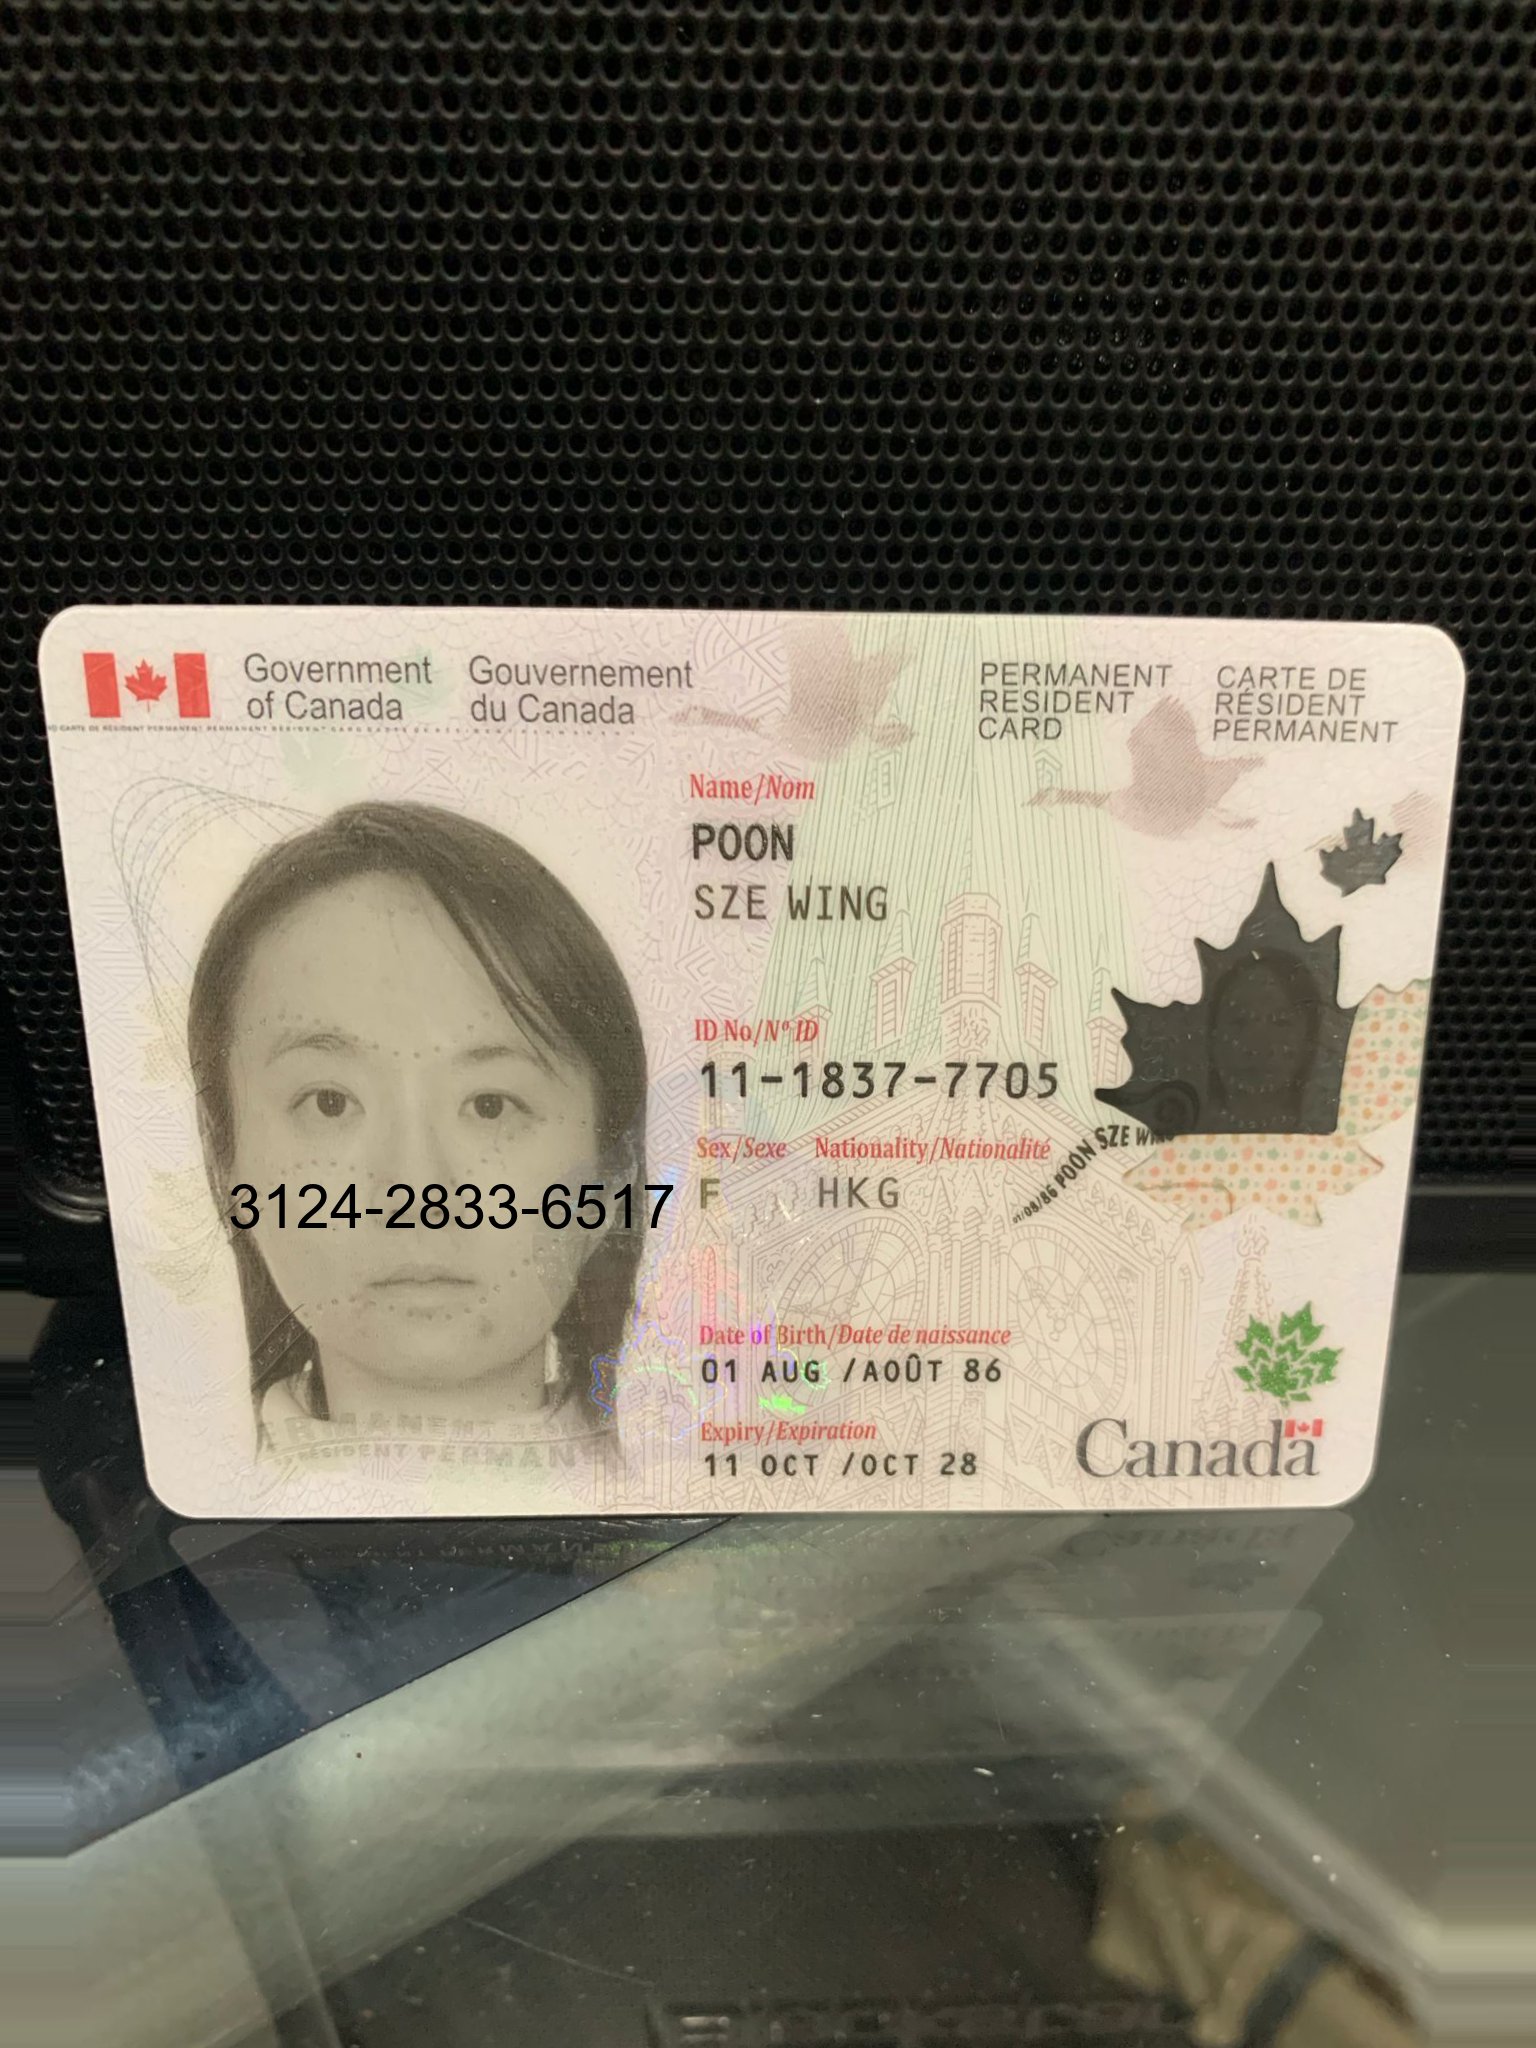 Government of Canada
Gouvernement du Canada
PERMANENT RESIDENT CARD
CARTE DE RÉSIDENT PERMANENT
Name/Nom
POON
SZE WING
ID No/Nº ID
11-1837-7705
Sex/Sexe Nationality/Nationalité
F HKG
3124-2833-6517
01/08/86 POON SZE WING
Date of Birth/Date de naissance
01 AUG /AOÛT 86
Expiry/Expiration
11 OCT /OCT 28
Canada